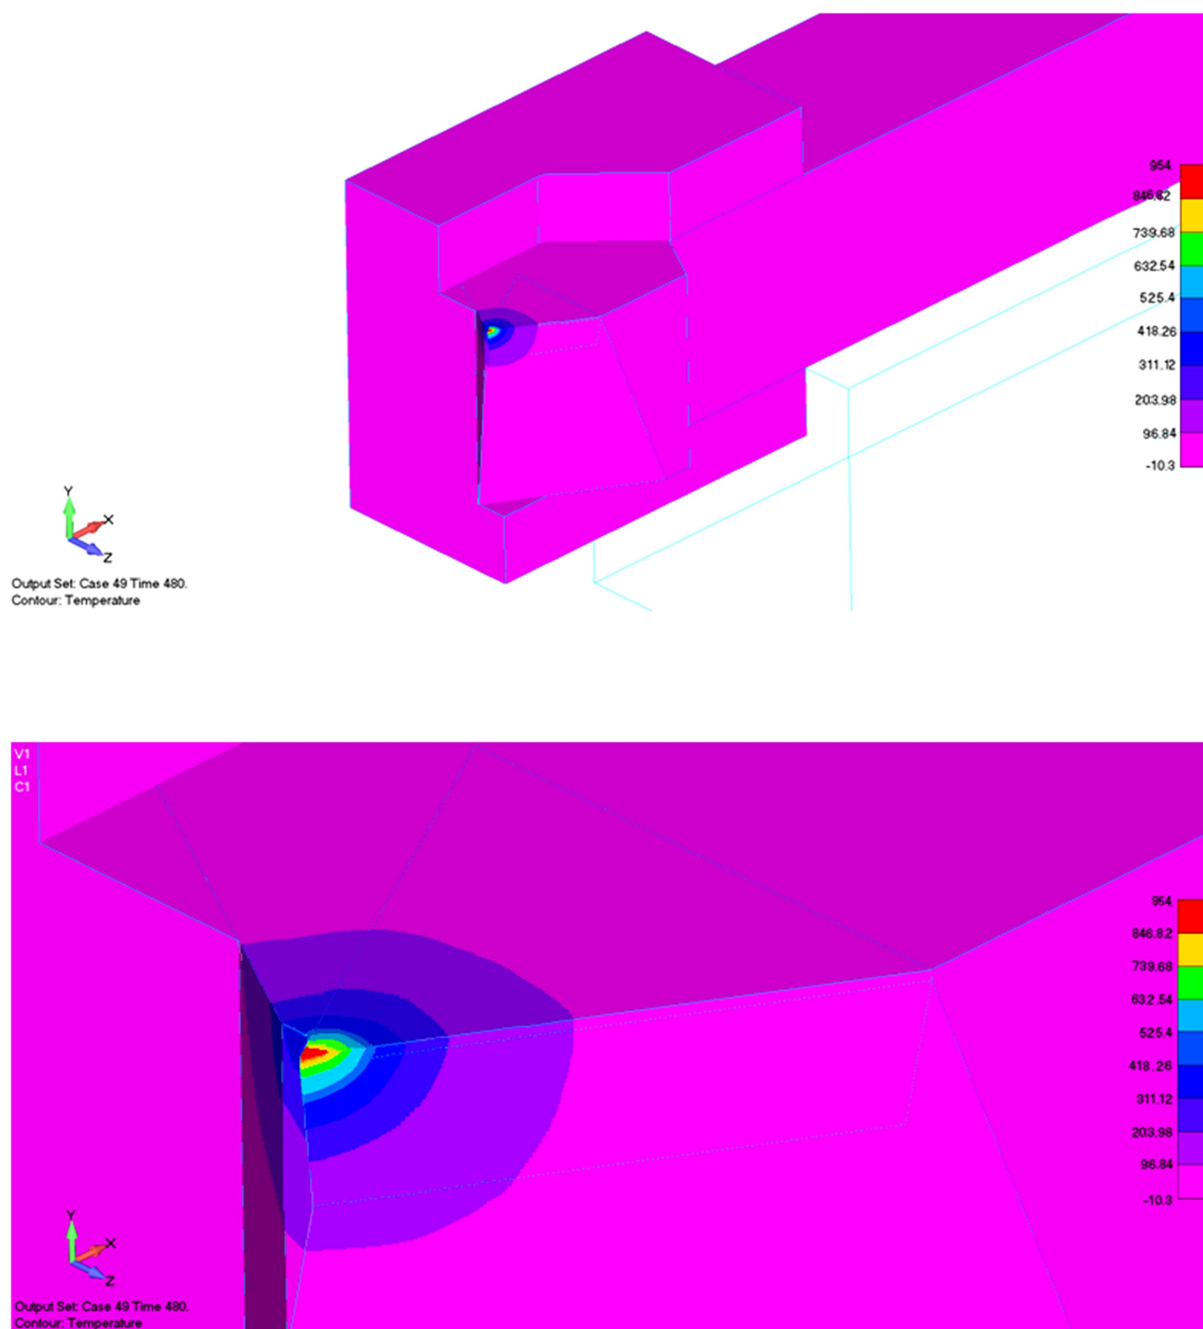 954
846.82
739.68
632.54
525.4
418.26
311.12
203.98
96.84
-10.3
Y
X
Z
Output Set: Case 49 Time 480.
Contour: Temperature
V1
L1
C1
954
846.82
739.68
632.54
525.4
418.26
311.12
203.98
96.84
-10.3
Y
X
Z
Output Set: Case 49 Time 480.
Contour: Temperature